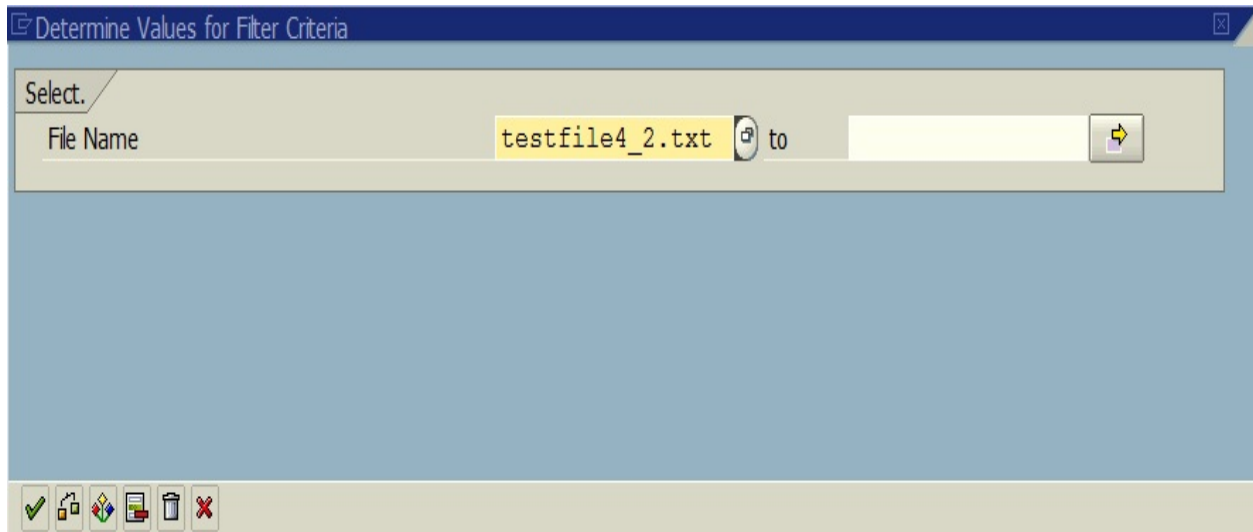 Determine Values for Filter Criteria
Select.
File Name testfile4_2.txt to